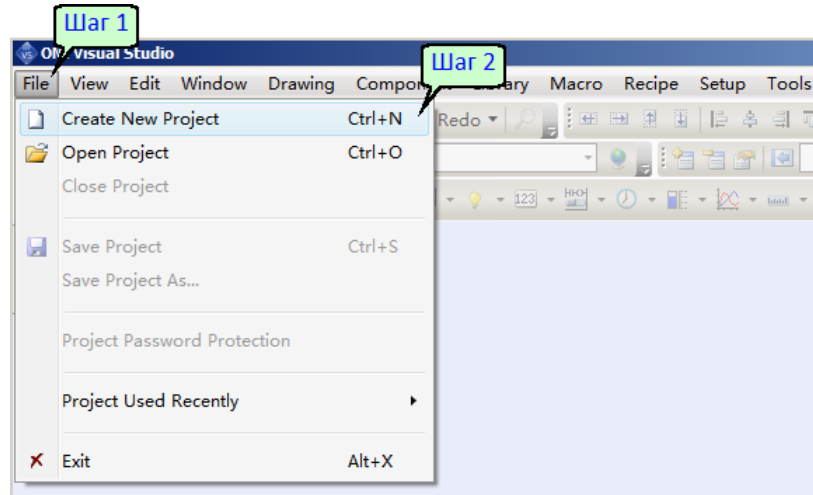 Шаг 1
Visual Studio
Шаг 2
File View Edit Window Drawing Library Macro Recipe Setup Tools
Create New Project Ctrl+N
Redo
Open Project Ctrl+O
Close Project
123
Save Project Ctrl+S
Save Project As...
Project Password Protection
Project Used Recently
Exit Alt+X